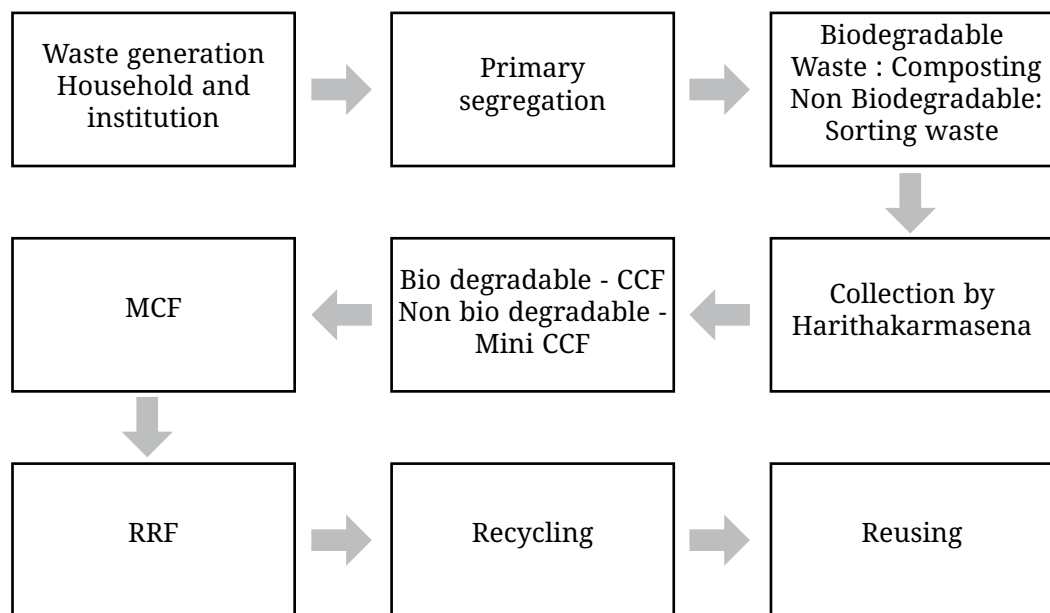 Waste generation
Household and
institution
Primary
segregation
Biodegradable
Waste : Composting
Non Biodegradable:
Sorting waste
Collection by
Harithakarmasena
Bio degradable - CCF
Non bio degradable -
Mini CCF
MCF
RRF
Recycling
Reusing